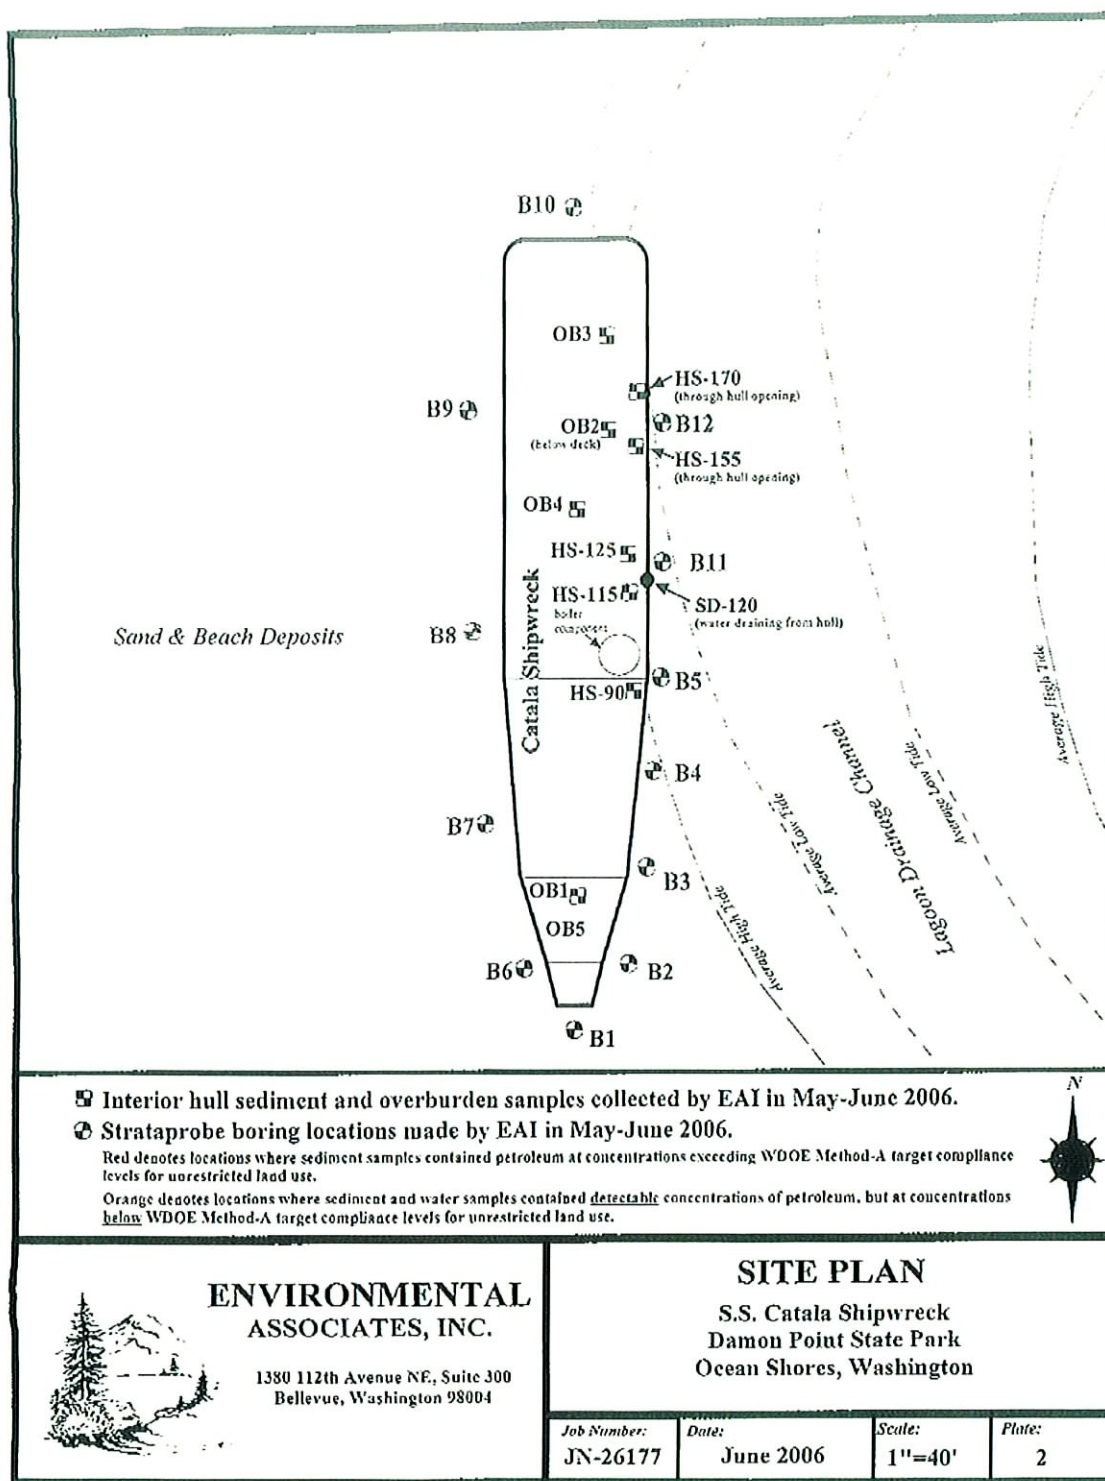 B10
OB3
HS-170
(through hull opening)
B9
B12
OB2
(below deck)
HS-155
(through hull opening)
OB4
HS-125
B11
HS-115
SD-120
(water draining from hull)
boiler
component
Sand & Beach Deposits
B8
Catala Shipwreck
B5
HS-90
Average High Tide
B4
Lagoon Drainage Channel
Average Low Tide
Average Low Tide
B7
B3
OB1
Average High Tide
OB5
B6
B2
B1
Interior hull sediment and overburden samples collected by EAI in May-June 2006.
Strataprobe boring locations made by EAI in May-June 2006.
Red denotes locations where sediment samples contained petroleum at concentrations exceeding WDOE Method-A target compliance
levels for unrestricted land use.
Orange denotes locations where sediment and water samples contained detectable concentrations of petroleum, but at concentrations
below WDOE Method-A target compliance levels for unrestricted land use.
N
ENVIRONMENTAL
ASSOCIATES, INC.
1380 112th Avenue NE, Suite 300
Bellevue, Washington 98004
SITE PLAN
S.S. Catala Shipwreck
Damon Point State Park
Ocean Shores, Washington
Job Number:
JN-26177
Date:
June 2006
Scale:
1"=40'
Plate:
2